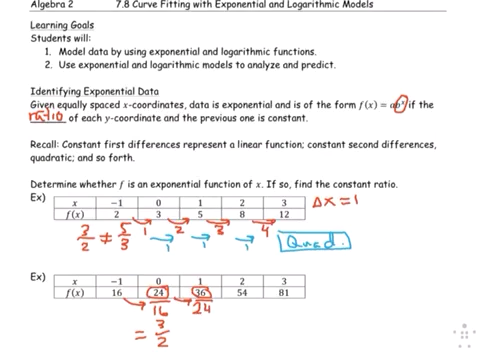 Algebra 2 7.8 Curve Fitting with Exponential and Logarithmic Models
Learning Goals
Students will:
1. Model data by using exponential and logarithmic functions.
2. Use exponential and logarithmic models to analyze and predict.
Identifying Exponential Data
Given equally spaced x-coordinates, data is exponential and is of the form f(x) = abˣ if the
ratio of each y-coordinate and the previous one is constant.
Recall: Constant first differences represent a linear function; constant second differences,
quadratic; and so forth.
Determine whether f is an exponential function of x. If so, find the constant ratio.
Ex) x −1 0 1 2 3 Δx = 1
f(x) 2 3 5 8 12
3/2 ≠ 5/3 1 2 3 4
1 1 1 Quad.
Ex) x −1 0 1 2 3
f(x) 16 24 36 54 81
16 24
= 3/2